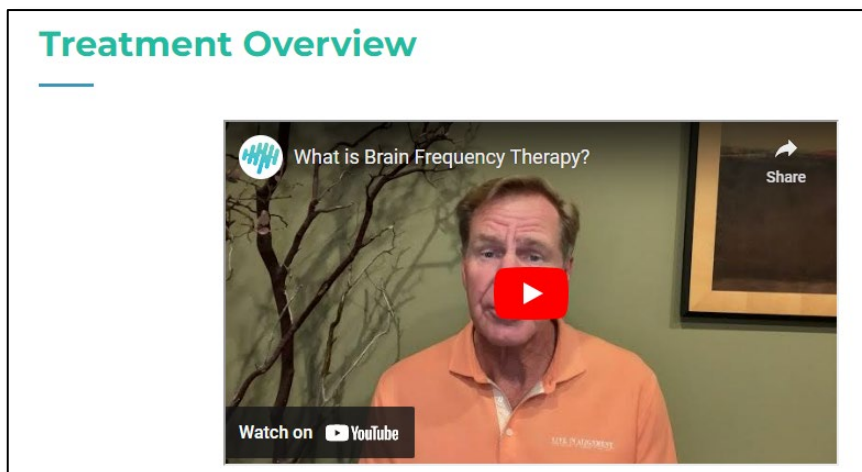 Treatment Overview
What is Brain Frequency Therapy?
Share
Watch on YouTube